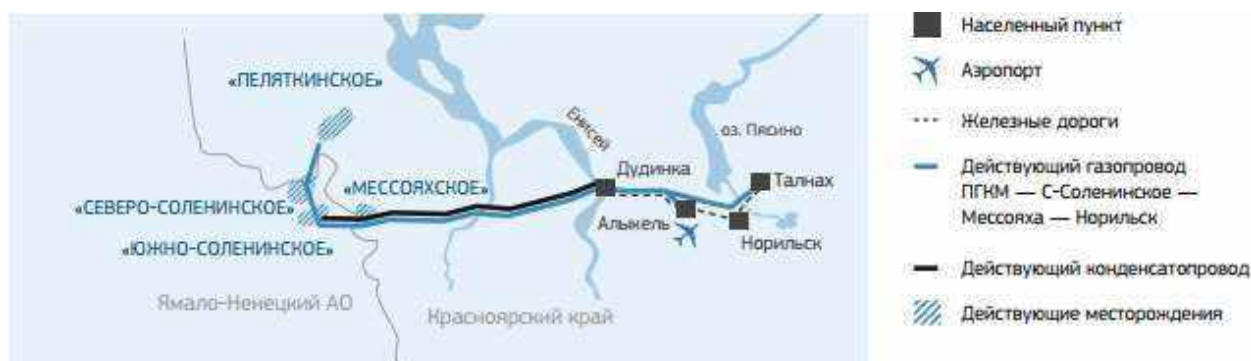 «ПЕЛЯТКИНСКОЕ»
Енисей
оз. Пясино
Дудинка
Талнах
«МЕССОЯХСКОЕ»
«СЕВЕРО-СОЛЕНИНСКОЕ»
Алыкель
Норильск
«ЮЖНО-СОЛЕНИНСКОЕ»
Ямало-Ненецкий АО
Красноярский край
Населенный пункт
Аэропорт
Железные дороги
Действующий газопровод
ПГКМ — С-Соленинское —
Мессояха — Норильск
Действующий конденсатопровод
Действующие месторождения